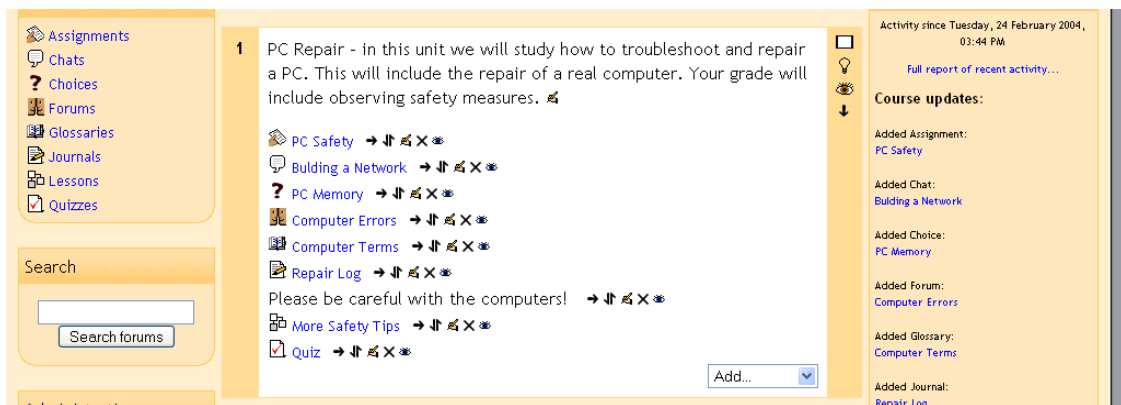 Assignments
Chats
Choices
Forums
Glossaries
Journals
Lessons
Quizzes
Search
Search forums
1
PC Repair - in this unit we will study how to troubleshoot and repair
a PC. This will include the repair of a real computer. Your grade will
include observing safety measures.
PC Safety
Bulding a Network
PC Memory
Computer Errors
Computer Terms
Repair Log
Please be careful with the computers!
More Safety Tips
Quiz
Add...
Activity since Tuesday, 24 February 2004,
03:44 PM
Full report of recent activity...
Course updates:
Added Assignment:
PC Safety
Added Chat:
Bulding a Network
Added Choice:
PC Memory
Added Forum:
Computer Errors
Added Glossary:
Computer Terms
Added Journal:
Repair Log